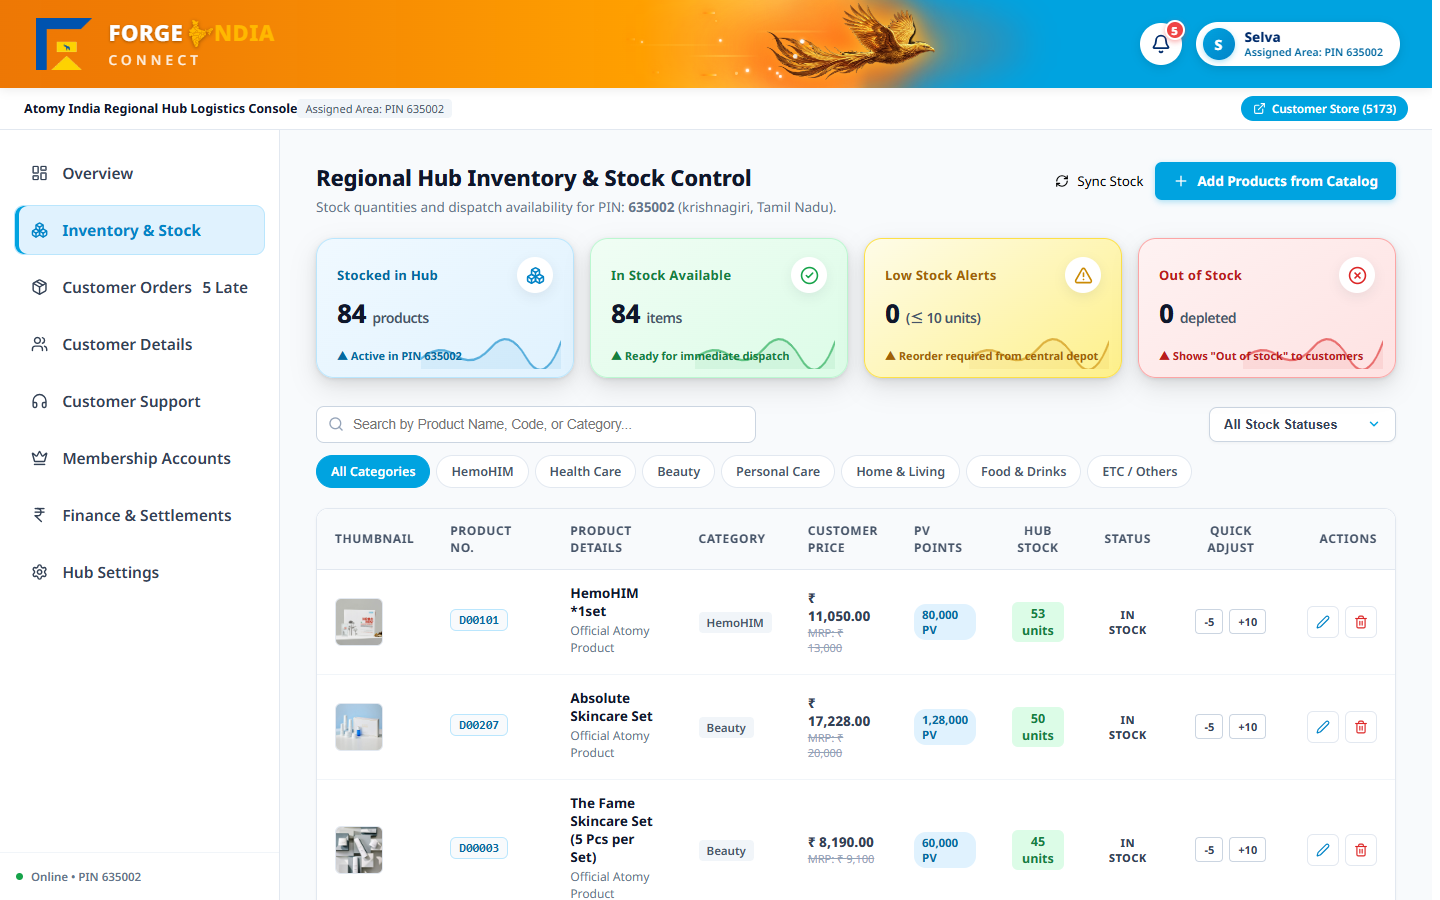 FORGE INDIA
CONNECT
5
S
Selva
Assigned Area: PIN 635002
Atomy India Regional Hub Logistics Console
Assigned Area: PIN 635002
Customer Store (5173)
Overview
Inventory & Stock
Customer Orders 5 Late
Customer Details
Customer Support
Membership Accounts
Finance & Settlements
Hub Settings
Online • PIN 635002
Regional Hub Inventory & Stock Control
Stock quantities and dispatch availability for PIN: 635002 (krishnagiri, Tamil Nadu).
Sync Stock
+ Add Products from Catalog
Stocked in Hub
84 products
▲ Active in PIN 635002
In Stock Available
84 items
▲ Ready for immediate dispatch
Low Stock Alerts
0 (≤ 10 units)
▲ Reorder required from central depot
Out of Stock
0 depleted
▲ Shows "Out of stock" to customers
Search by Product Name, Code, or Category...
All Stock Statuses
All Categories
HemoHIM
Health Care
Beauty
Personal Care
Home & Living
Food & Drinks
ETC / Others
THUMBNAIL
PRODUCT
NO.
PRODUCT
DETAILS
CATEGORY
CUSTOMER
PRICE
PV
POINTS
HUB
STOCK
STATUS
QUICK
ADJUST
ACTIONS
D00101
HemoHIM
*1set
Official Atomy
Product
HemoHIM
₹
11,050.00
MRP: ₹
13,000
80,000
PV
53
units
IN
STOCK
-5
+10
D00207
Absolute
Skincare Set
Official Atomy
Product
Beauty
₹
17,228.00
MRP: ₹
20,000
1,28,000
PV
50
units
IN
STOCK
-5
+10
D00003
The Fame
Skincare Set
(5 Pcs per
Set)
Official Atomy
Product
Beauty
₹ 8,190.00
MRP: ₹ 9,100
60,000
PV
45
units
IN
STOCK
-5
+10